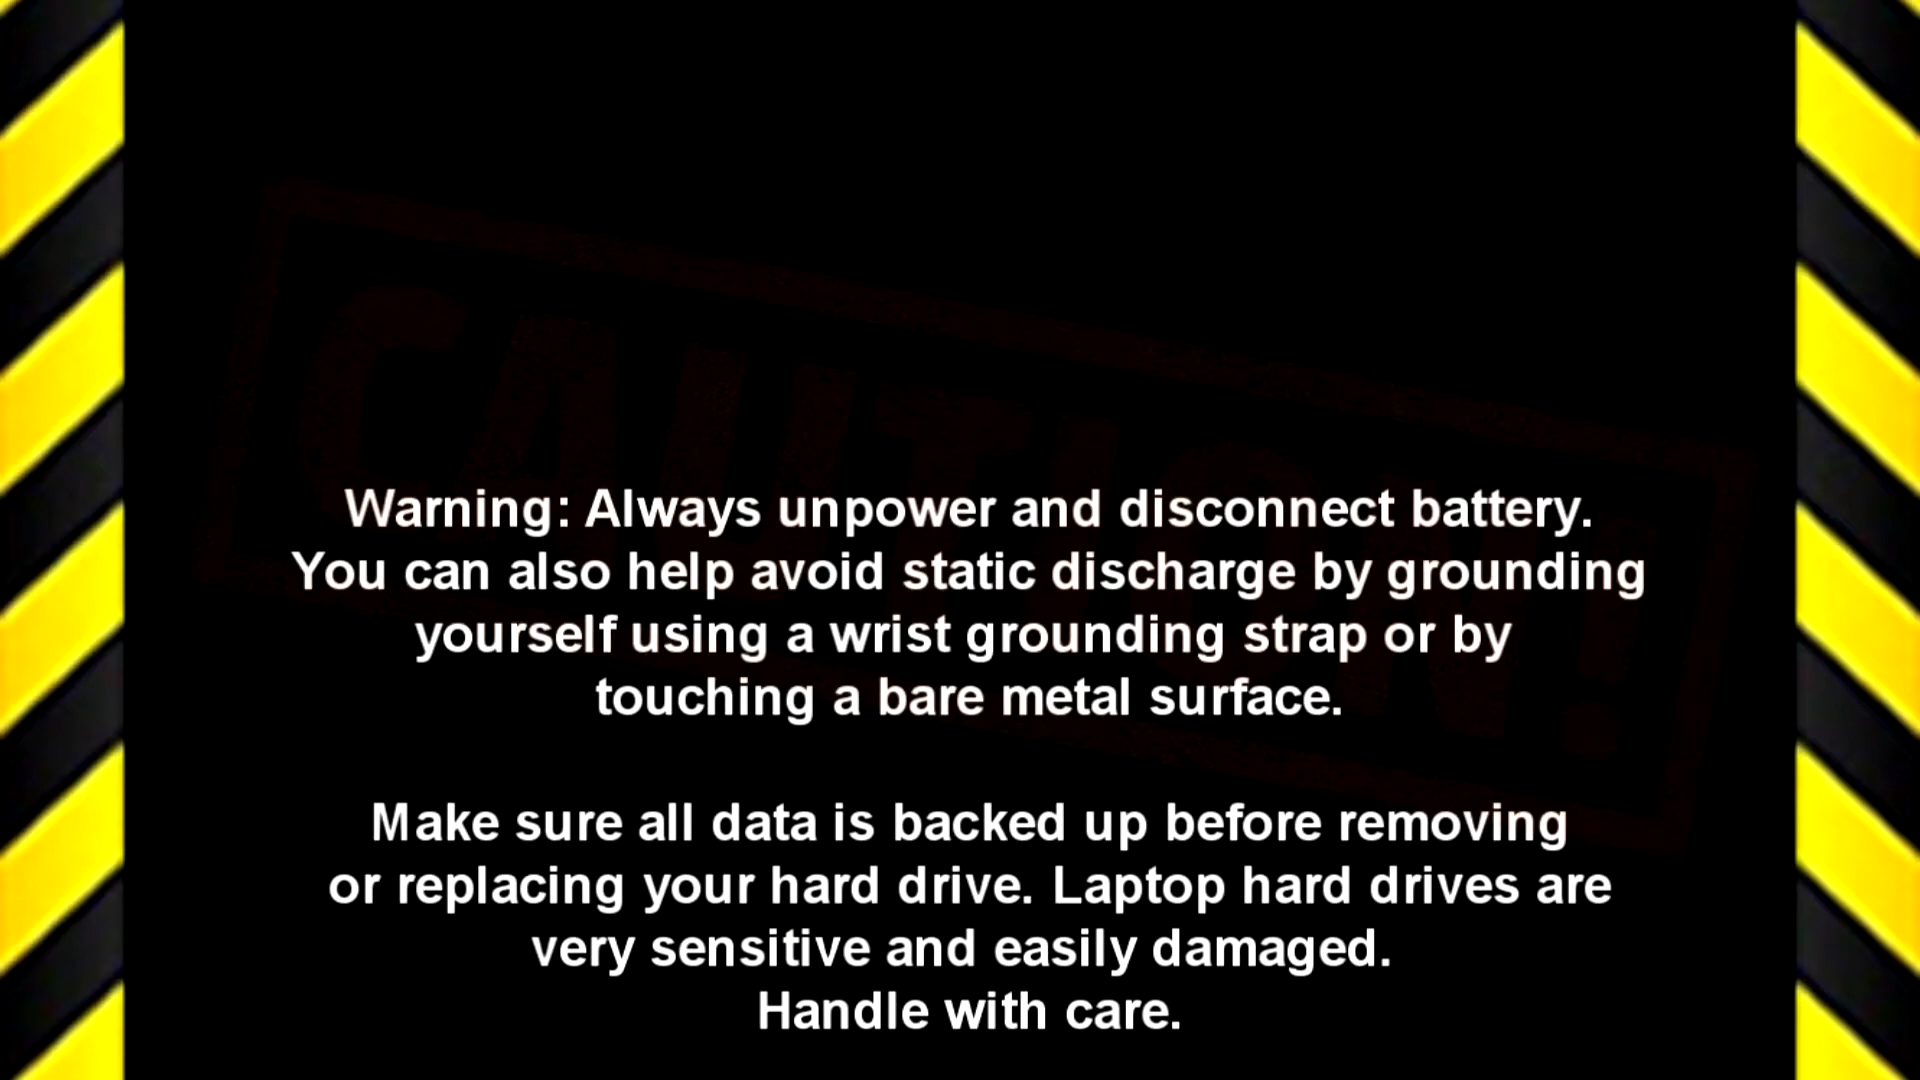 CAUTION!
Warning: Always unpower and disconnect battery.
You can also help avoid static discharge by grounding
yourself using a wrist grounding strap or by
touching a bare metal surface.
Make sure all data is backed up before removing
or replacing your hard drive. Laptop hard drives are
very sensitive and easily damaged.
Handle with care.